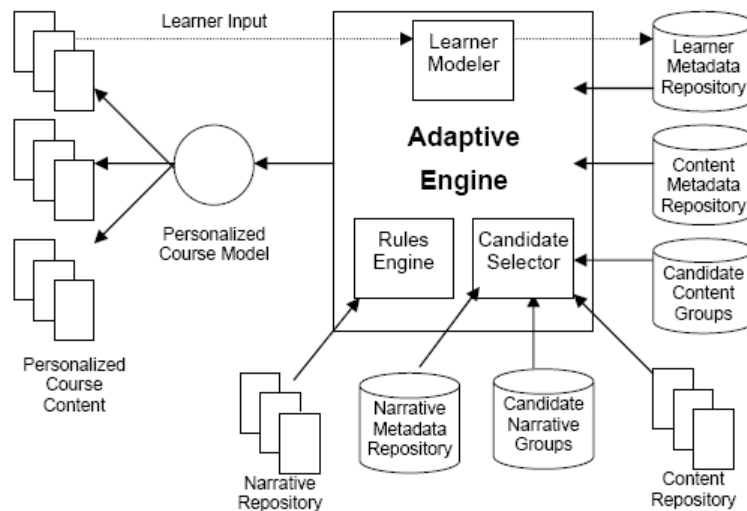 Learner Input
Learner
Modeler
Learner
Metadata
Repository
Adaptive
Engine
Content
Metadata
Repository
Personalized
Course Model
Rules
Engine
Candidate
Selector
Candidate
Content
Groups
Personalized
Course
Content
Narrative
Metadata
Repository
Candidate
Narrative
Groups
Narrative
Repository
Content
Repository